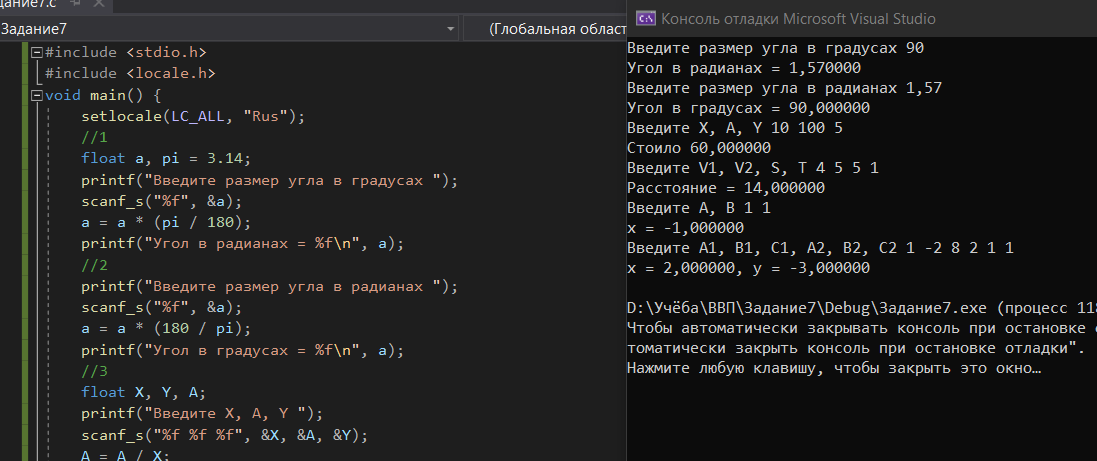 дание7.c
Задание7
(Глобальная област
#include <stdio.h>
#include <locale.h>
void main() {
setlocale(LC_ALL, "Rus");
//1
float a, pi = 3.14;
printf("Введите размер угла в градусах ");
scanf_s("%f", &a);
a = a * (pi / 180);
printf("Угол в радианах = %f\n", a);
//2
printf("Введите размер угла в радианах ");
scanf_s("%f", &a);
a = a * (180 / pi);
printf("Угол в градусах = %f\n", a);
//3
float X, Y, A;
printf("Введите X, A, Y ");
scanf_s("%f %f %f", &X, &A, &Y);
A = A / X;
Консоль отладки Microsoft Visual Studio
Введите размер угла в градусах 90
Угол в радианах = 1,570000
Введите размер угла в радианах 1,57
Угол в градусах = 90,000000
Введите X, A, Y 10 100 5
Стоило 60,000000
Введите V1, V2, S, T 4 5 5 1
Расстояние = 14,000000
Введите A, B 1 1
x = -1,000000
Введите A1, B1, C1, A2, B2, C2 1 -2 8 2 1 1
x = 2,000000, y = -3,000000
D:\Учёба\ВВП\Задание7\Debug\Задание7.exe (процесс 118
Чтобы автоматически закрывать консоль при остановке
томатически закрыть консоль при остановке отладки".
Нажмите любую клавишу, чтобы закрыть это окно…